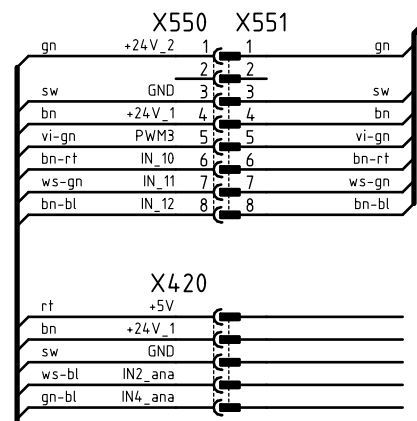 X550 X551
gn +24V_2 1 1 gn
2 2
sw GND 3 3 sw
bn +24V_1 4 4 bn
vi-gn PWM3 5 5 vi-gn
bn-rt IN_10 6 6 bn-rt
ws-gn IN_11 7 7 ws-gn
bn-bl IN_12 8 8 bn-bl
X420
rt +5V
bn +24V_1
sw GND
ws-bl IN2_ana
gn-bl IN4_ana